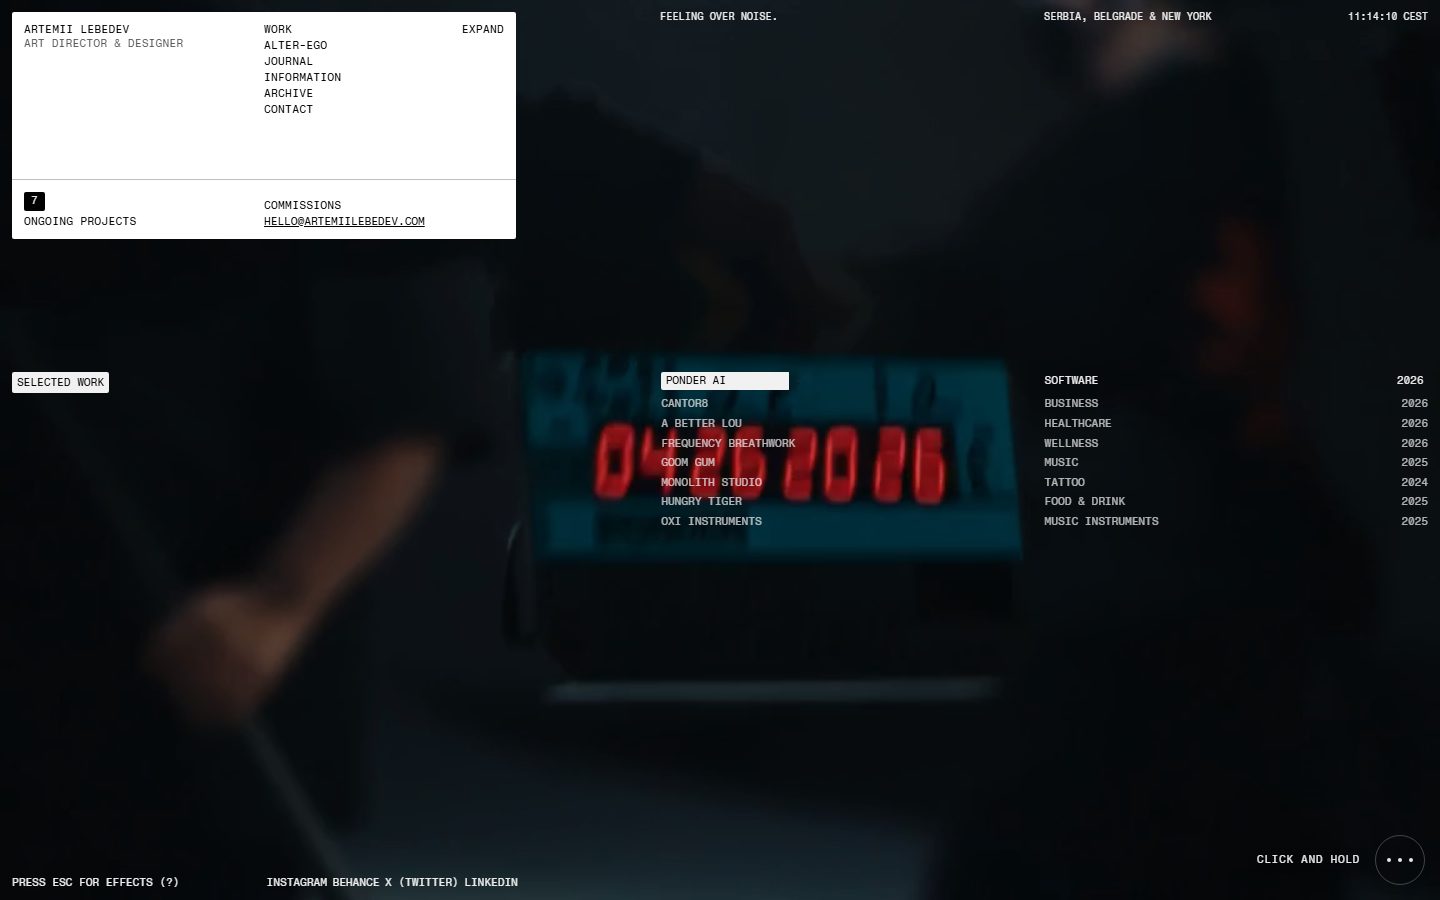 ARTEMII LEBEDEV
ART DIRECTOR & DESIGNER
WORK
ALTER-EGO
JOURNAL
INFORMATION
ARCHIVE
CONTACT
EXPAND
7
ONGOING PROJECTS
COMMISSIONS
HELLO@ARTEMIILEBEDEV.COM
FEELING OVER NOISE.
SERBIA, BELGRADE & NEW YORK
11:14:10 CEST
SELECTED WORK
PONDER AI SOFTWARE 2026
CANTOR8 BUSINESS 2026
A BETTER LOU HEALTHCARE 2026
FREQUENCY BREATHWORK WELLNESS 2026
GOOM GUM MUSIC 2025
MONOLITH STUDIO TATTOO 2024
HUNGRY TIGER FOOD & DRINK 2025
OXI INSTRUMENTS MUSIC INSTRUMENTS 2025
CLICK AND HOLD
PRESS ESC FOR EFFECTS (?)
INSTAGRAM BEHANCE X (TWITTER) LINKEDIN